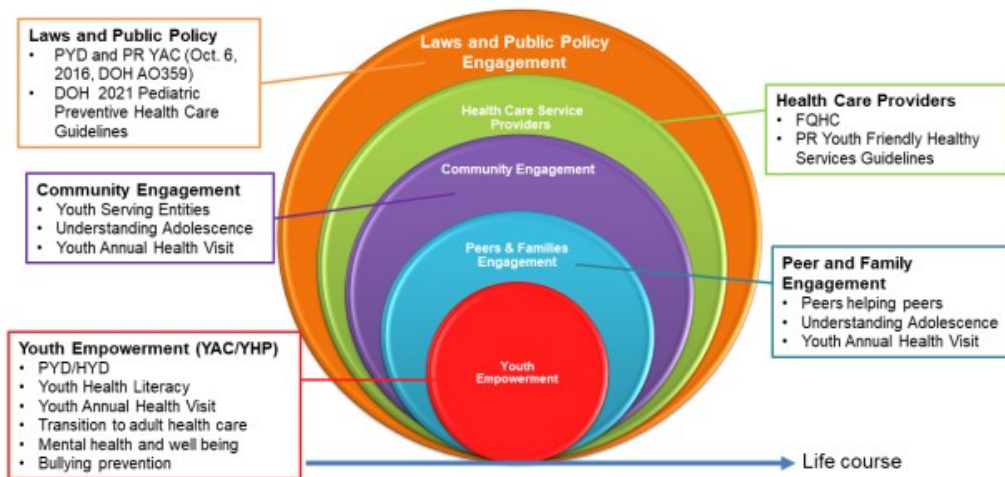 Laws and Public Policy
• PYD and PR YAC (Oct. 6,
2016, DOH AO359)
• DOH 2021 Pediatric
Preventive Health Care
Guidelines
Community Engagement
• Youth Serving Entities
• Understanding Adolescence
• Youth Annual Health Visit
Youth Empowerment (YAC/YHP)
• PYD/HYD
• Youth Health Literacy
• Youth Annual Health Visit
• Transition to adult health care
• Mental health and well being
• Bullying prevention
Laws and Public Policy
Engagement
Health Care Service
Providers
Community Engagement
Peers & Families
Engagement
Youth
Empowerment
Health Care Providers
• FQHC
• PR Youth Friendly Healthy
Services Guidelines
Peer and Family
Engagement
• Peers helping peers
• Understanding Adolescence
• Youth Annual Health Visit
Life course